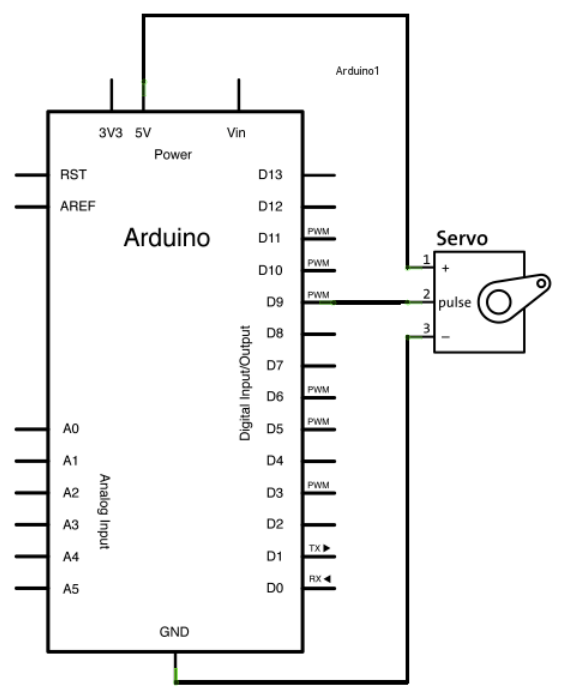 Arduino1
3V3 5V Vin
Power
RST D13
AREF D12
Arduino
D11 PWM
D10 PWM
Servo
1 +
D9 PWM 2 pulse
3 –
D8
D7
Digital Input/Output
D6 PWM
A0 D5 PWM
A1 D4
A2 D3 PWM
Analog Input
A3 D2
A4 D1 TX ▶
A5 D0 RX ◀
GND